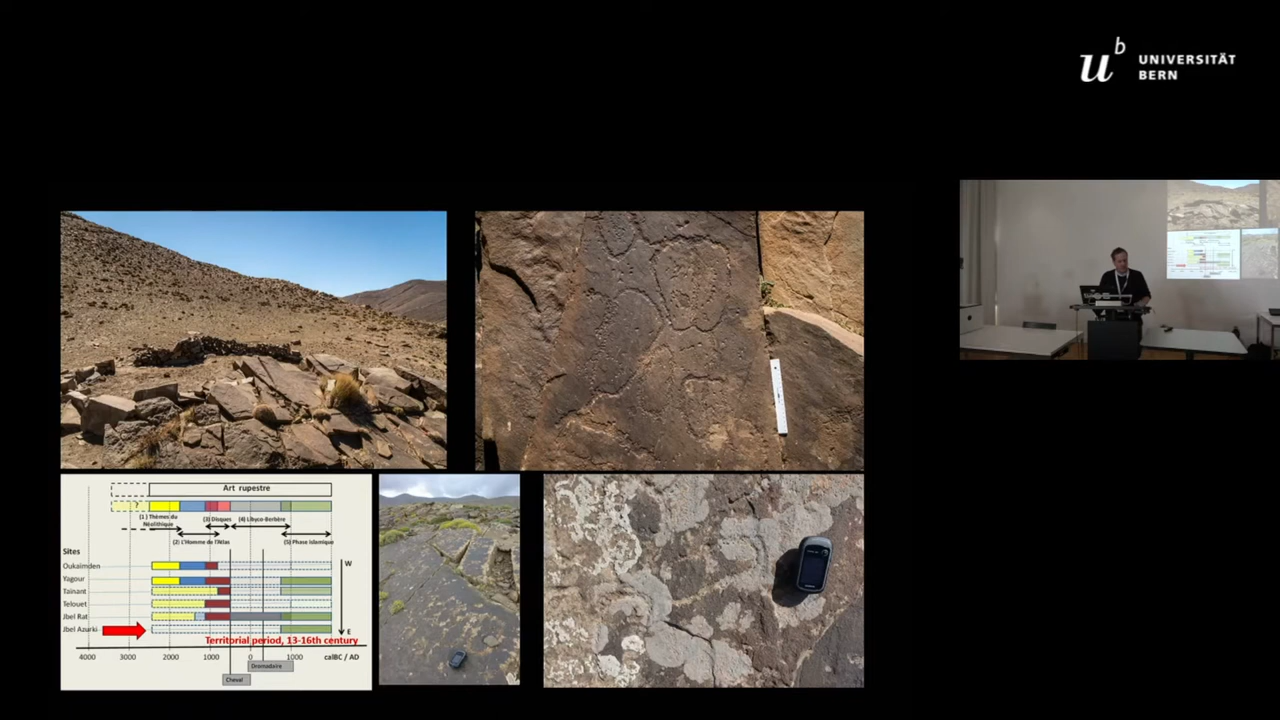 u^b
UNIVERSITÄT
BERN
Art rupestre
?
(1) Thèmes du
Néolithique
(3) Disques
(4) Libyco-Berbère
(2) L'Homme de l'Atlas
(5) Phase islamique
Sites
W
Oukaimden
Yagour
Tainant
Telouet
Jbel Rat
Jbel Azurki
E
Territorial period, 13-16th century
4000
3000
2000
1000
0
1000
calBC / AD
Dromadaire
Cheval